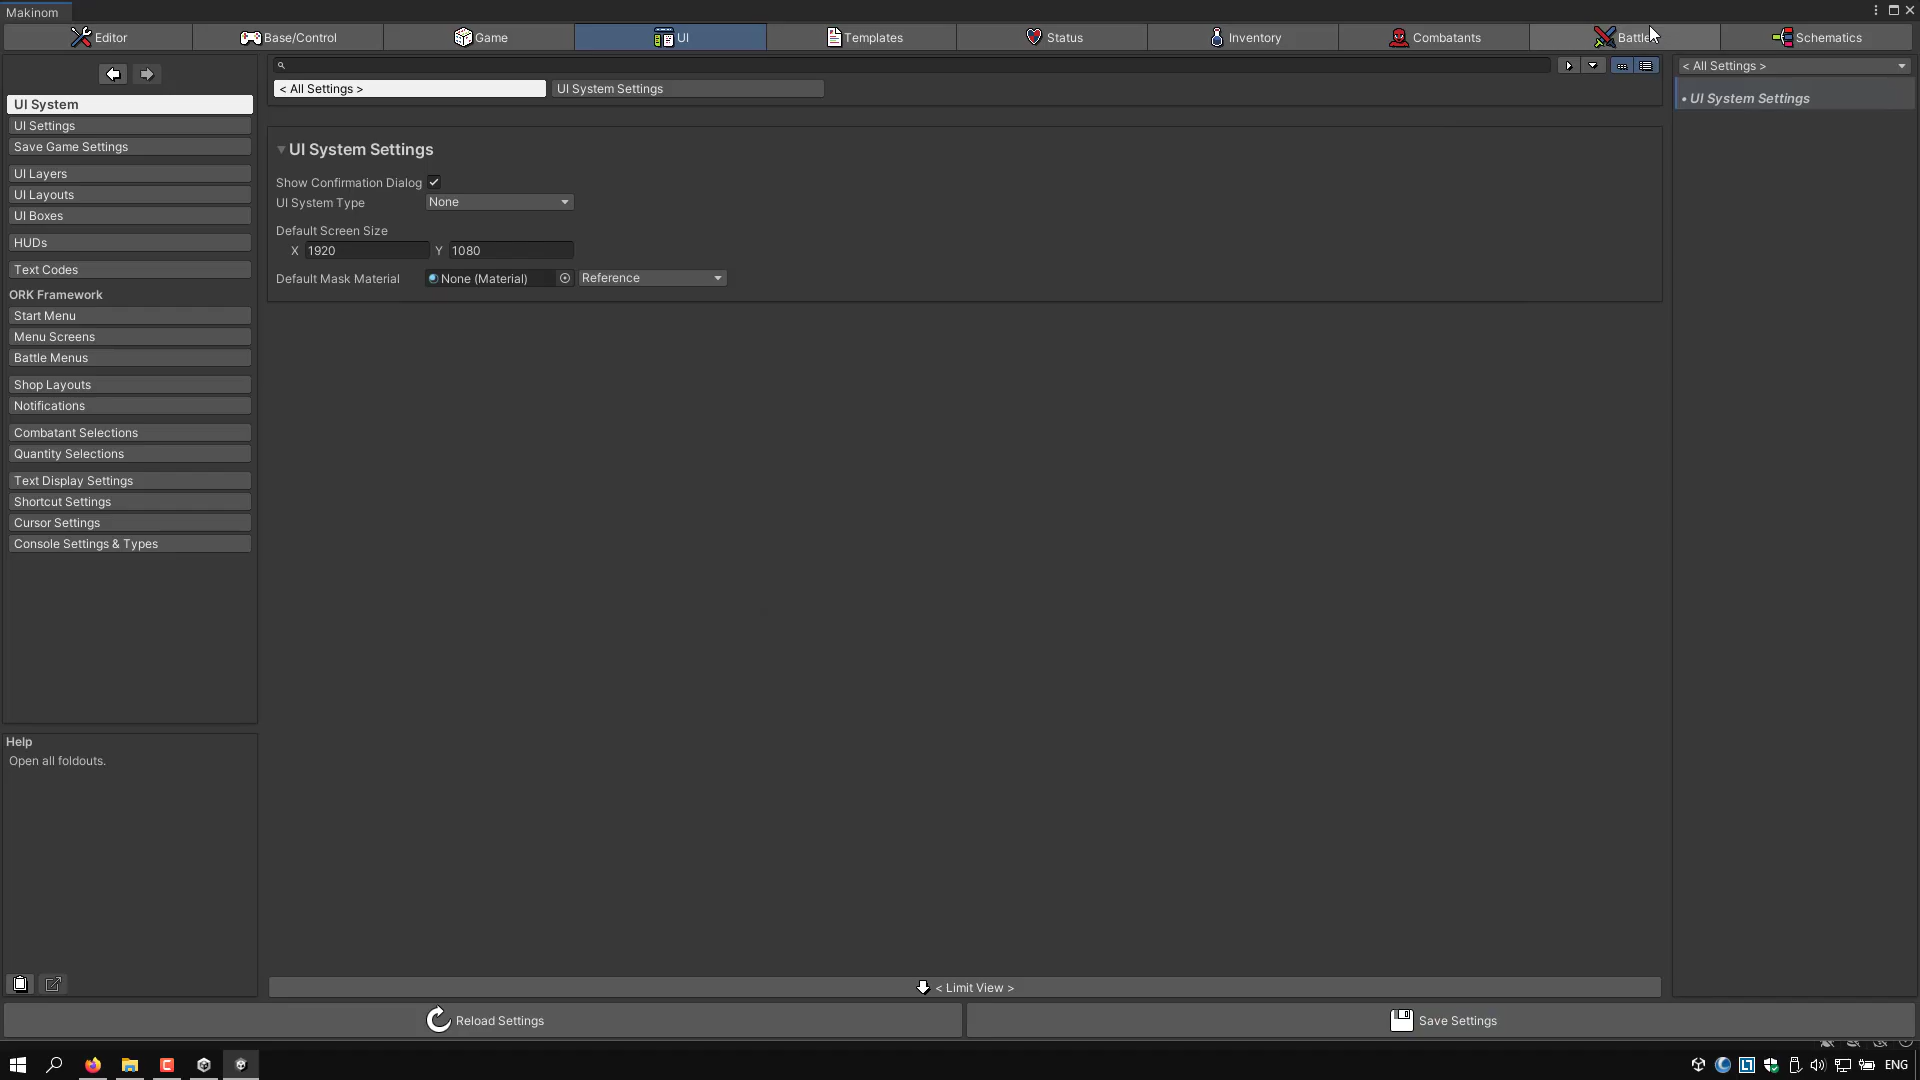 Makinom
Editor
Base/Control
Game
UI
Templates
Status
Inventory
Combatants
Battle
Schematics
< All Settings >
UI System Settings
< All Settings >
• UI System Settings
UI System
UI Settings
Save Game Settings
UI Layers
UI Layouts
UI Boxes
HUDs
Text Codes
ORK Framework
Start Menu
Menu Screens
Battle Menus
Shop Layouts
Notifications
Combatant Selections
Quantity Selections
Text Display Settings
Shortcut Settings
Cursor Settings
Console Settings & Types
UI System Settings
Show Confirmation Dialog
UI System Type None
Default Screen Size
X 1920 Y 1080
Default Mask Material None (Material) Reference
Help
Open all foldouts.
< Limit View >
Reload Settings
Save Settings
ENG